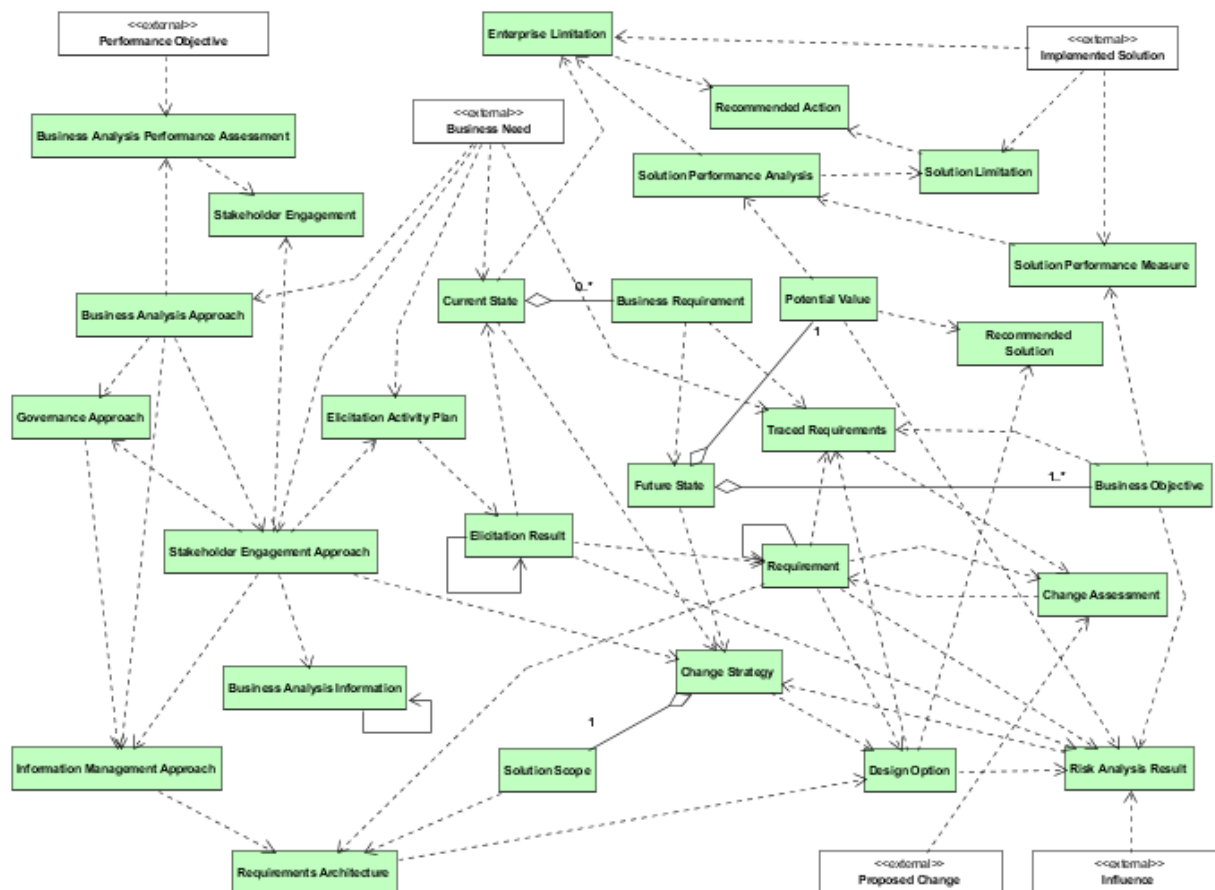 <<external>>
Performance Objective
Enterprise Limitation
<<external>>
Implemented Solution
Recommended Action
<<external>>
Business Need
Business Analysis Performance Assessment
Solution Performance Analysis
Solution Limitation
Stakeholder Engagement
Solution Performance Measure
Current State
0..*
Business Requirement
Potential Value
Business Analysis Approach
1
Recommended
Solution
Governance Approach
Elicitation Activity Plan
Traced Requirements
Future State
1..*
Business Objective
Elicitation Result
Stakeholder Engagement Approach
Requirement
Change Assessment
Change Strategy
Business Analysis Information
1
Information Management Approach
Solution Scope
Design Option
Risk Analysis Result
Requirements Architecture
<<external>>
Proposed Change
<<external>>
Influence